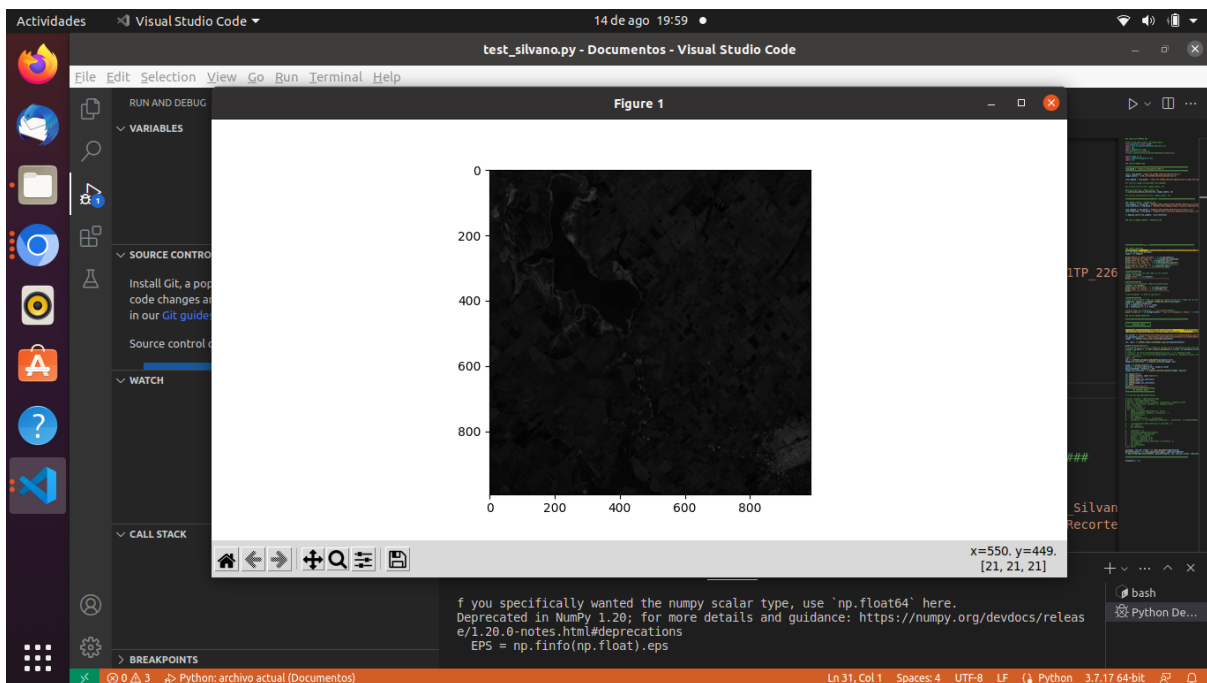 Actividades Visual Studio Code 14 de ago 19:59
test_silvano.py - Documentos - Visual Studio Code
File Edit Selection View Go Run Terminal Help
RUN AND DEBUG
VARIABLES
Figure 1
0
200
400
600
800
0 200 400 600 800
1
SOURCE CONTRO
Install Git, a pop
code changes ar
in our Git guides
Source control d
1TP_226
WATCH
###
_Silvan
Recorte
CALL STACK
x=550. y=449.
[21, 21, 21]
bash
Python De...
f you specifically wanted the numpy scalar type, use `np.float64` here.
Deprecated in NumPy 1.20; for more details and guidance: https://numpy.org/devdocs/releas
e/1.20.0-notes.html#deprecations
EPS = np.finfo(np.float).eps
BREAKPOINTS
0 3 Python: archivo actual (Documentos) Ln 31, Col 1 Spaces: 4 UTF-8 LF Python 3.7.17 64-bit